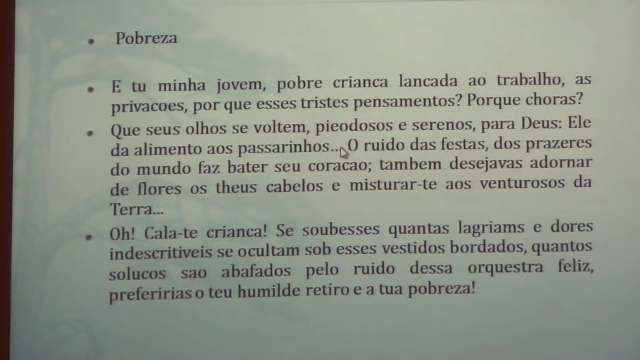 • Pobreza
• E tu minha jovem, pobre crianca lancada ao trabalho, as
privacoes, por que esses tristes pensamentos? Porque choras?
• Que seus olhos se voltem, pieodosos e serenos, para Deus: Ele
da alimento aos passarinhos... O ruido das festas, dos prazeres
do mundo faz bater seu coracao; tambem desejavas adornar
de flores os theus cabelos e misturar-te aos venturosos da
Terra...
• Oh! Cala-te crianca! Se soubesses quantas lagriams e dores
indescritiveis se ocultam sob esses vestidos bordados, quantos
solucos sao abafados pelo ruido dessa orquestra feliz,
preferirias o teu humilde retiro e a tua pobreza!